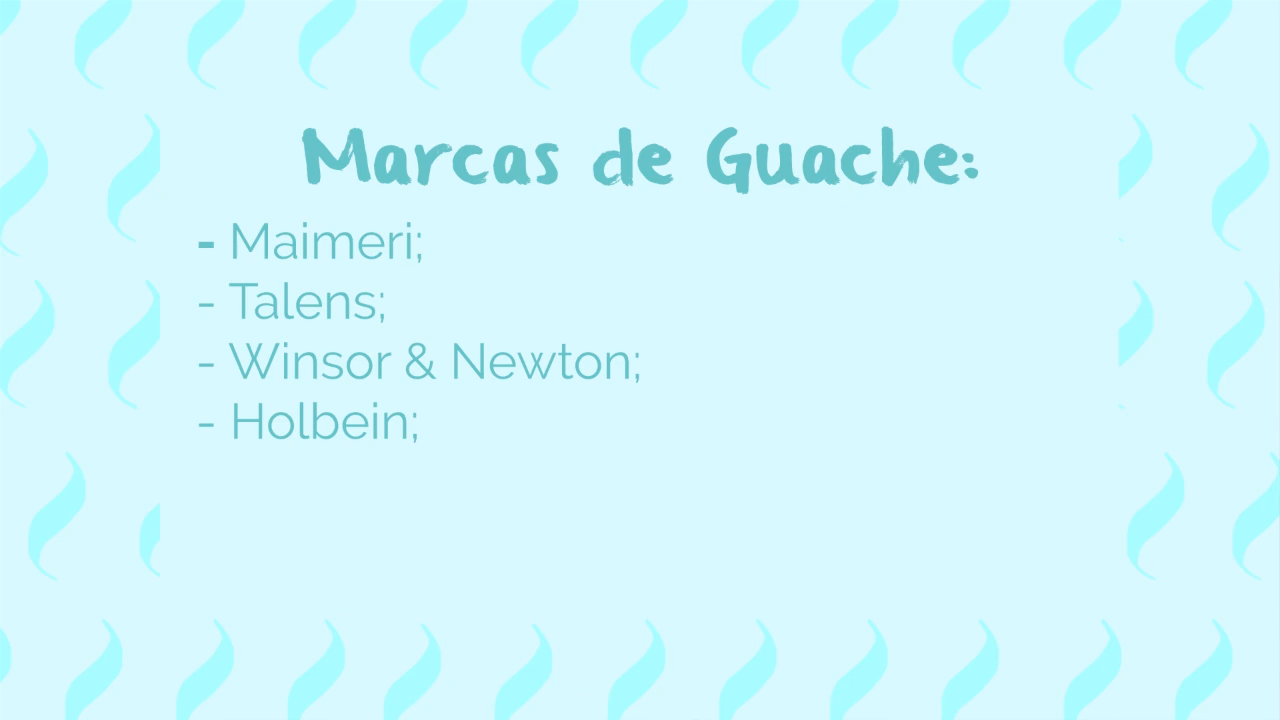 Marcas de Guache:
- Maimeri;
- Talens;
- Winsor & Newton;
- Holbein;